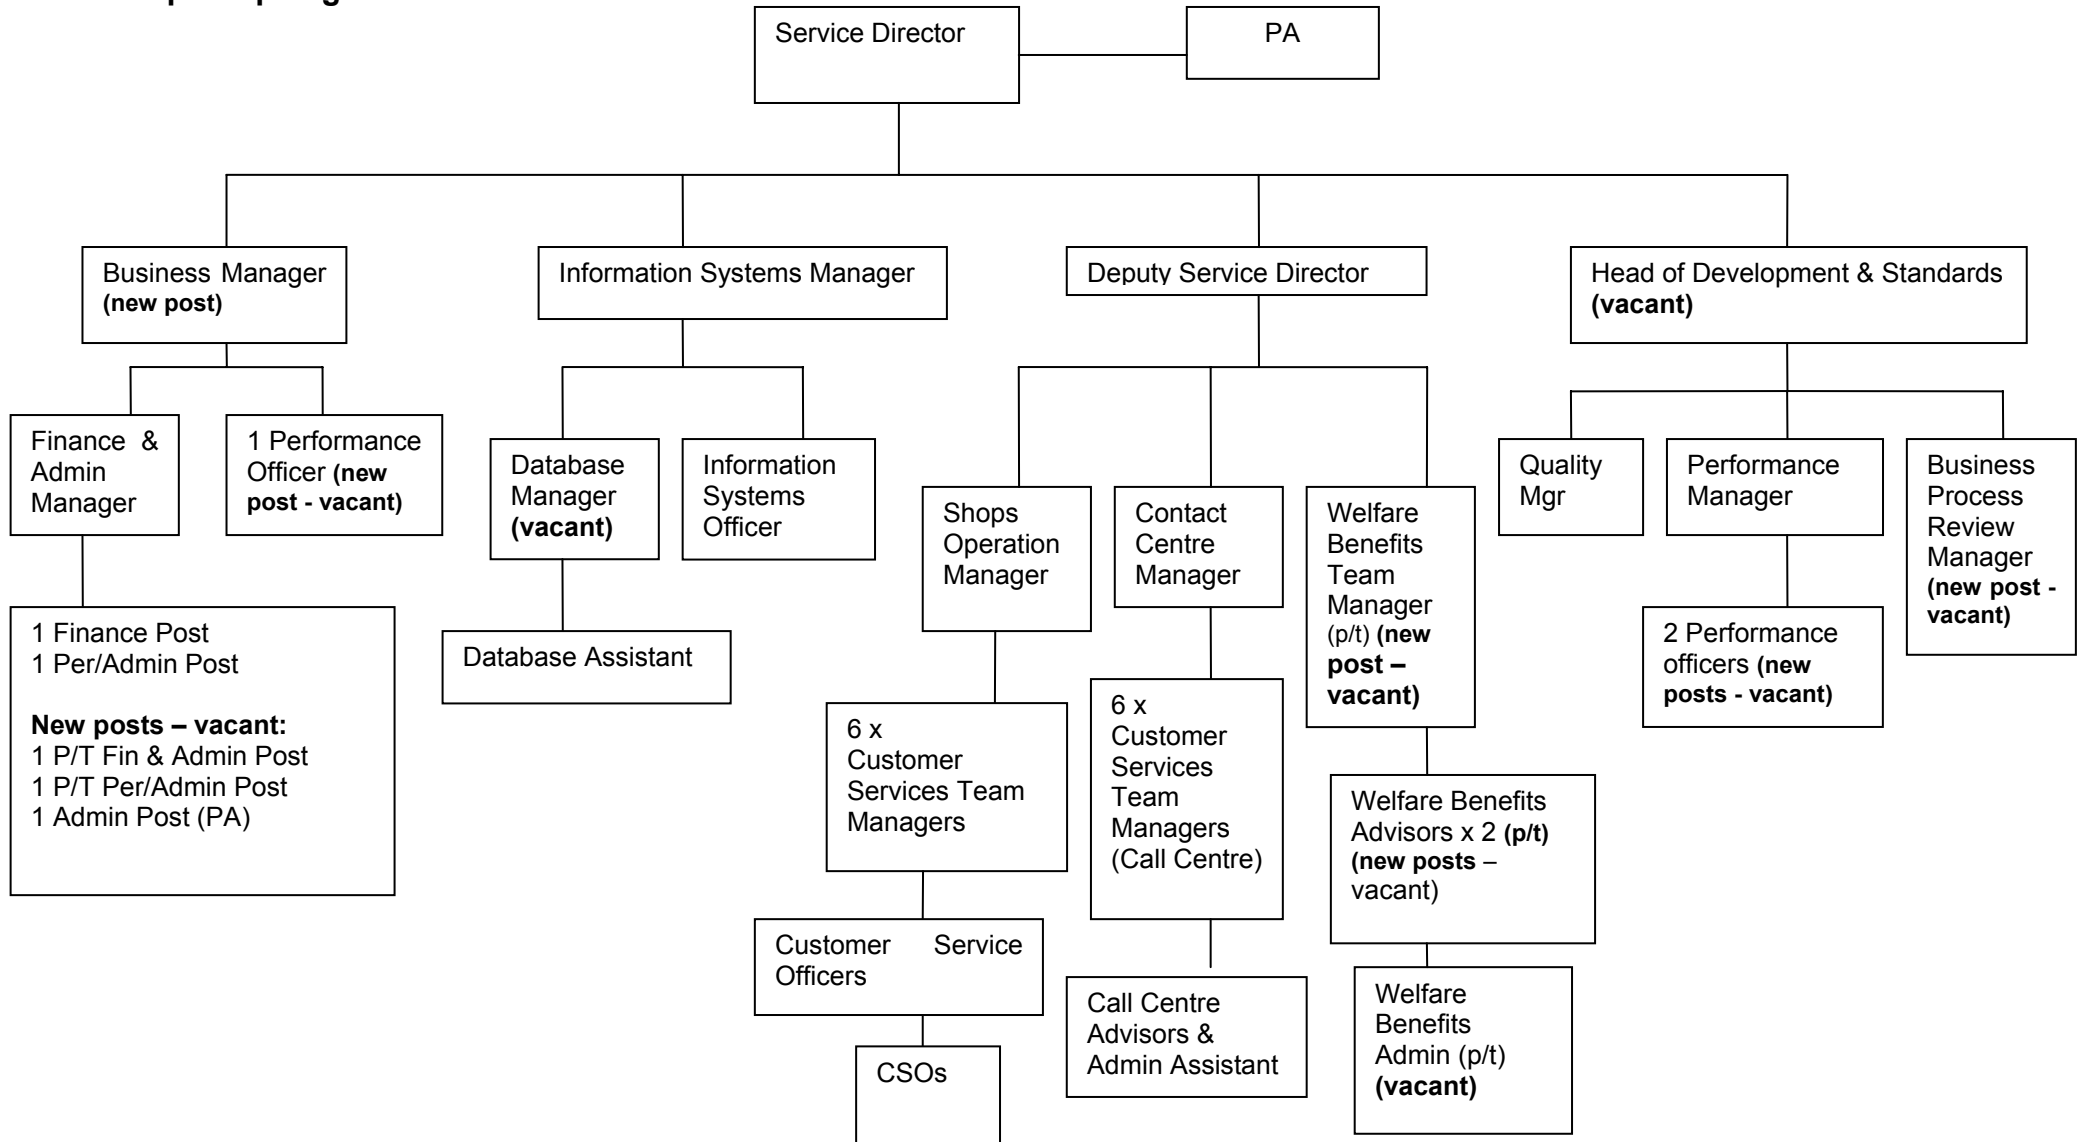 Service Director
PA
Business Manager
(new post)
Information Systems Manager
Deputy Service Director
Head of Development & Standards
(vacant)
Finance &
Admin
Manager
1 Performance
Officer (new
post - vacant)
Database
Manager
(vacant)
Information
Systems
Officer
Shops
Operation
Manager
Contact
Centre
Manager
Welfare
Benefits
Team
Manager
(p/t) (new
post –
vacant)
Quality
Mgr
Performance
Manager
Business
Process
Review
Manager
(new post -
vacant)
1 Finance Post
1 Per/Admin Post
New posts – vacant:
1 P/T Fin & Admin Post
1 P/T Per/Admin Post
1 Admin Post (PA)
Database Assistant
2 Performance
officers (new
posts - vacant)
6 x
Customer
Services Team
Managers
6 x
Customer
Services
Team
Managers
(Call Centre)
Welfare Benefits
Advisors x 2 (p/t)
(new posts –
vacant)
Customer Service
Officers
Call Centre
Advisors &
Admin Assistant
Welfare
Benefits
Admin (p/t)
(vacant)
CSOs